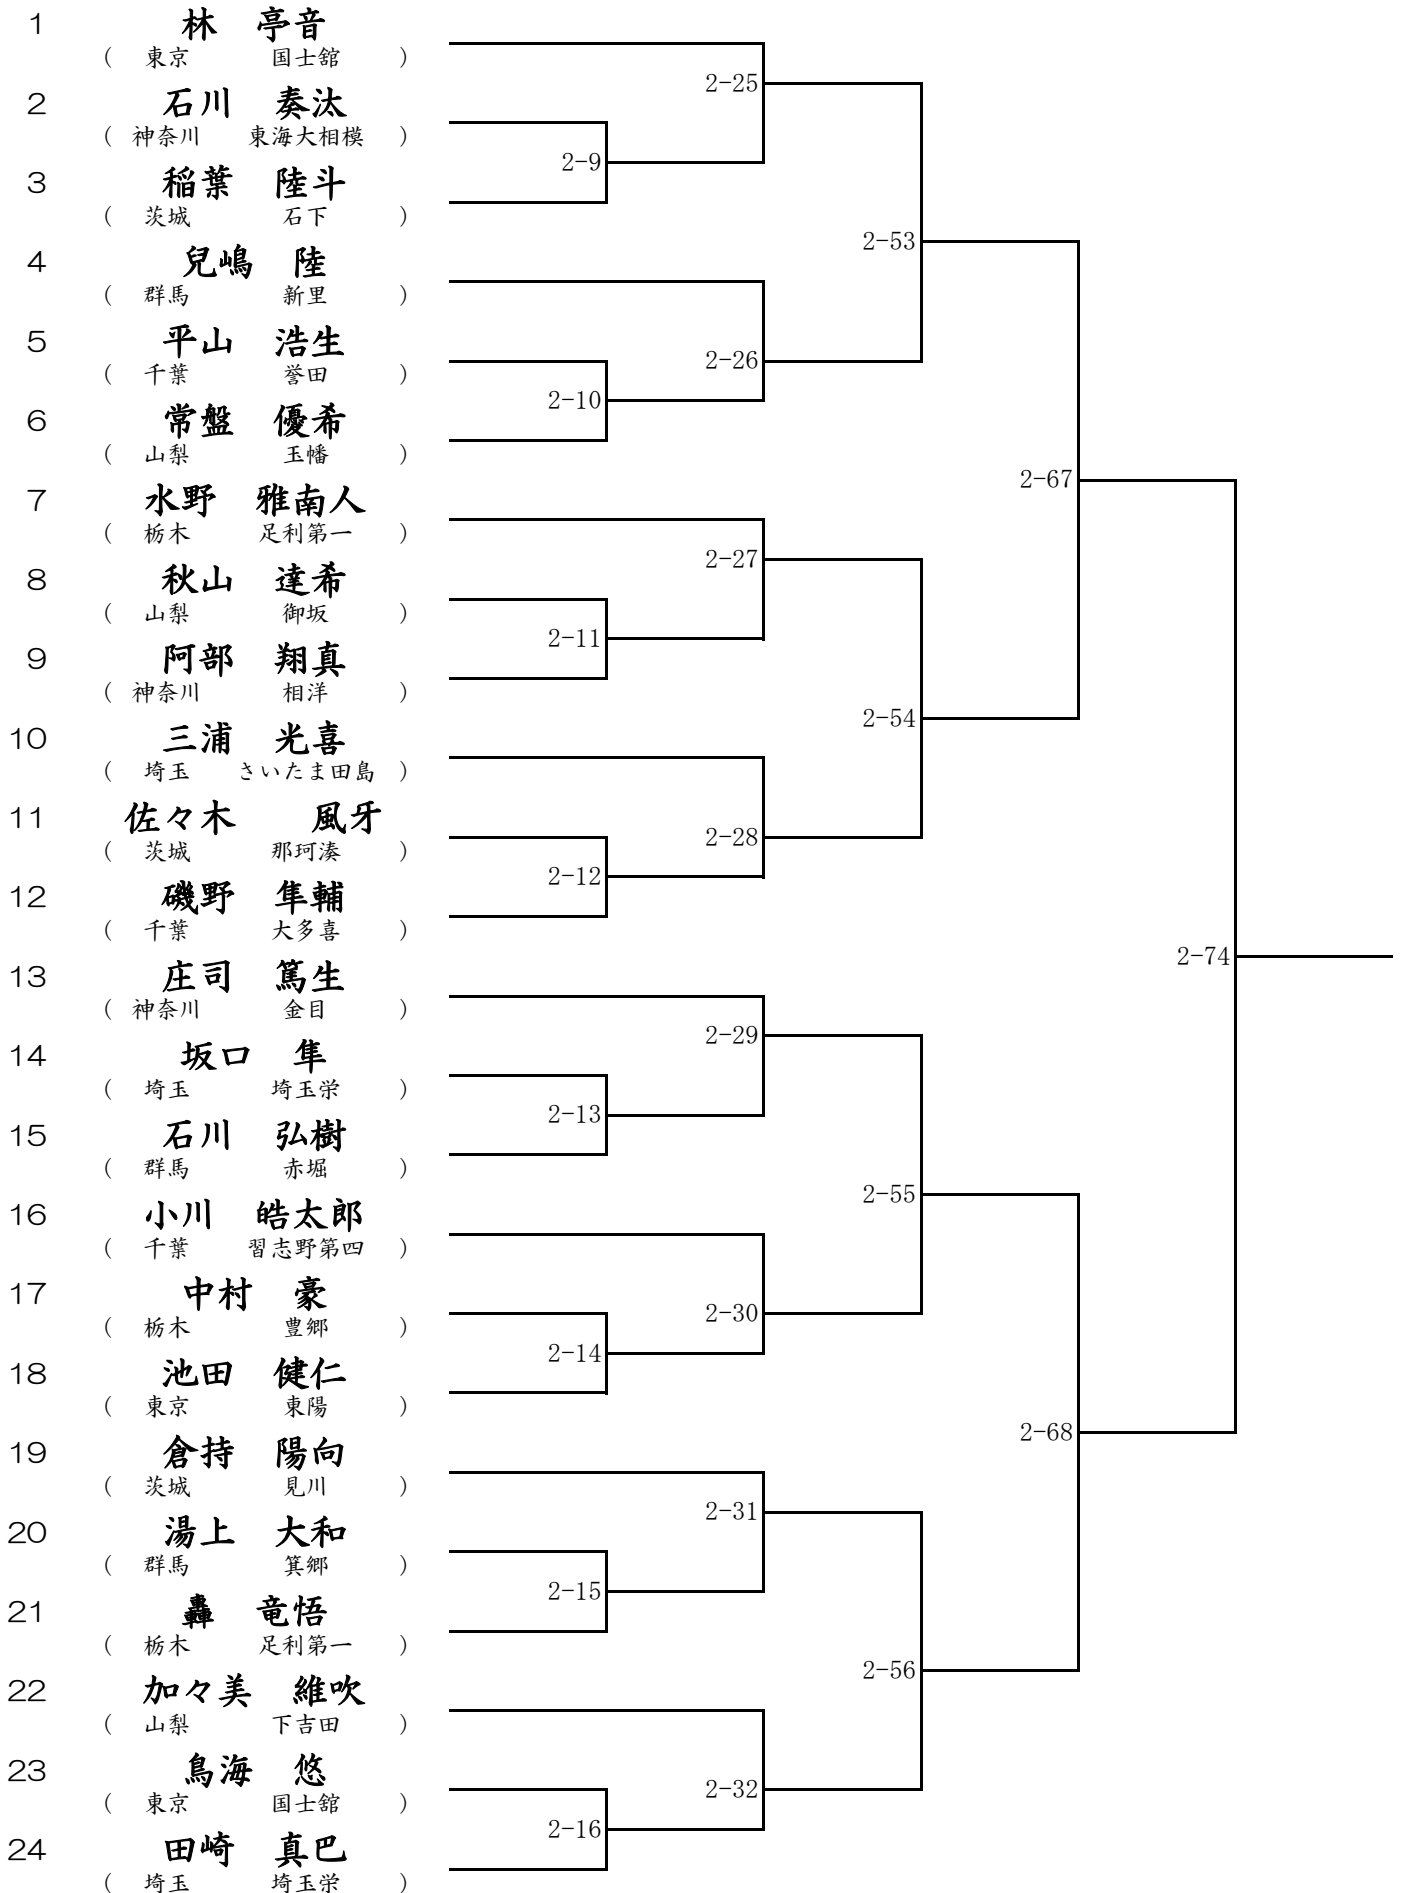 1 林 亭音
( 東京 国士舘 )
2-25
2 石川 奏汰
( 神奈川 東海大相模 )
2-9
3 稲葉 陸斗
( 茨城 石下 )
2-53
4 兒嶋 陸
( 群馬 新里 )
5 平山 浩生
( 千葉 誉田 )
2-26
2-10
6 常盤 優希
( 山梨 玉幡 )
2-67
7 水野 雅南人
( 栃木 足利第一 )
2-27
8 秋山 達希
( 山梨 御坂 )
2-11
9 阿部 翔真
( 神奈川 相洋 )
2-54
10 三浦 光喜
( 埼玉 さいたま田島 )
11 佐々木 風牙
( 茨城 那珂湊 )
2-28
2-12
12 磯野 隼輔
( 千葉 大多喜 )
2-74
13 庄司 篤生
( 神奈川 金目 )
2-29
14 坂口 隼
( 埼玉 埼玉栄 )
2-13
15 石川 弘樹
( 群馬 赤堀 )
2-55
16 小川 皓太郎
( 千葉 習志野第四 )
17 中村 豪
( 栃木 豊郷 )
2-30
2-14
18 池田 健仁
( 東京 東陽 )
2-68
19 倉持 陽向
( 茨城 見川 )
2-31
20 湯上 大和
( 群馬 箕郷 )
2-15
21 轟 竜悟
( 栃木 足利第一 )
2-56
22 加々美 維吹
( 山梨 下吉田 )
23 鳥海 悠
( 東京 国士舘 )
2-32
2-16
24 田崎 真巴
( 埼玉 埼玉栄 )